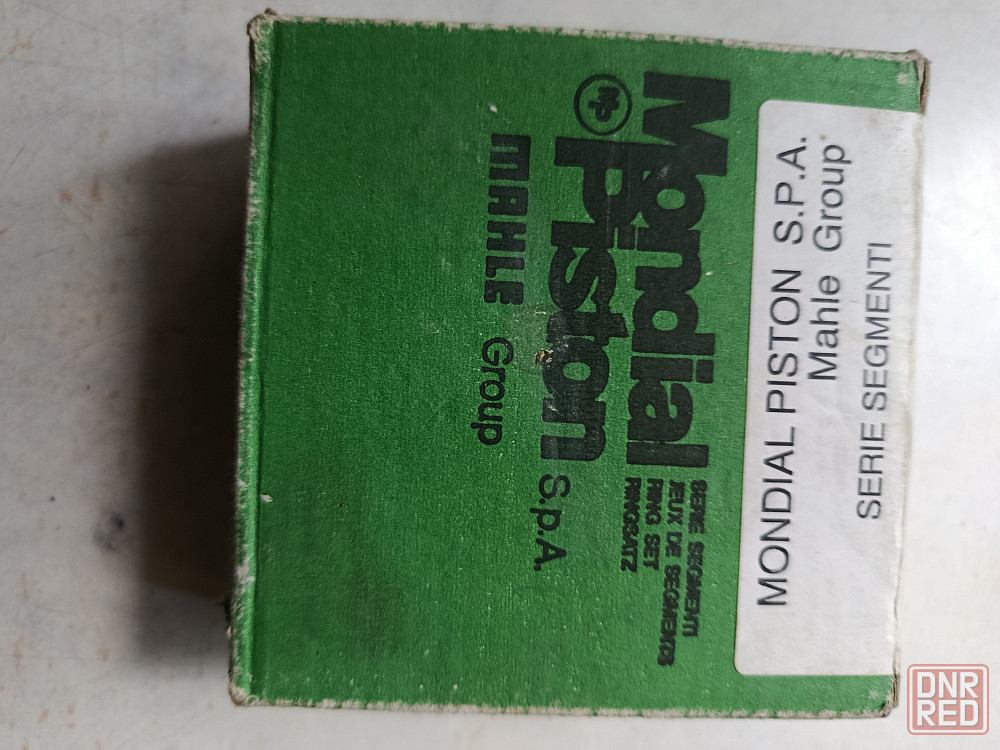 Mondial
Piston S.p.A.
mp
MAHLE Group
SERIE SEGMENTI
JEUX DE SEGMENTS
RING SET
RINGSATZ
MONDIAL PISTON S.P.A.
Mahle Group
SERIE SEGMENTI
DNR
RED